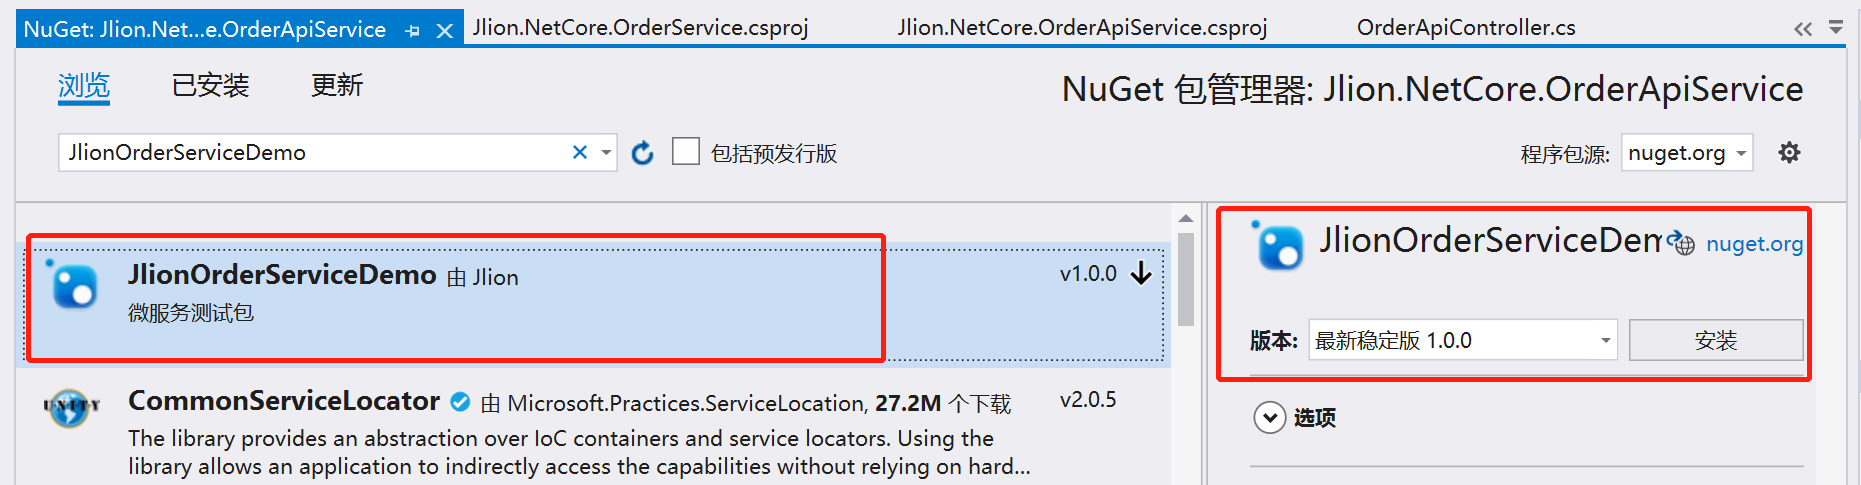 NuGet: Jlion.Net...e.OrderApiService
Jlion.NetCore.OrderService.csproj
Jlion.NetCore.OrderApiService.csproj
OrderApiController.cs
浏览 已安装 更新
NuGet 包管理器: Jlion.NetCore.OrderApiService
JlionOrderServiceDemo
包括预发行版
程序包源: nuget.org
JlionOrderServiceDemo 由 Jlion
v1.0.0
微服务测试包
CommonServiceLocator 由 Microsoft.Practices.ServiceLocation, 27.2M 个下载
v2.0.5
The library provides an abstraction over IoC containers and service locators. Using the
library allows an application to indirectly access the capabilities without relying on hard...
UNITY
JlionOrderServiceDem
nuget.org
版本: 最新稳定版 1.0.0
安装
选项